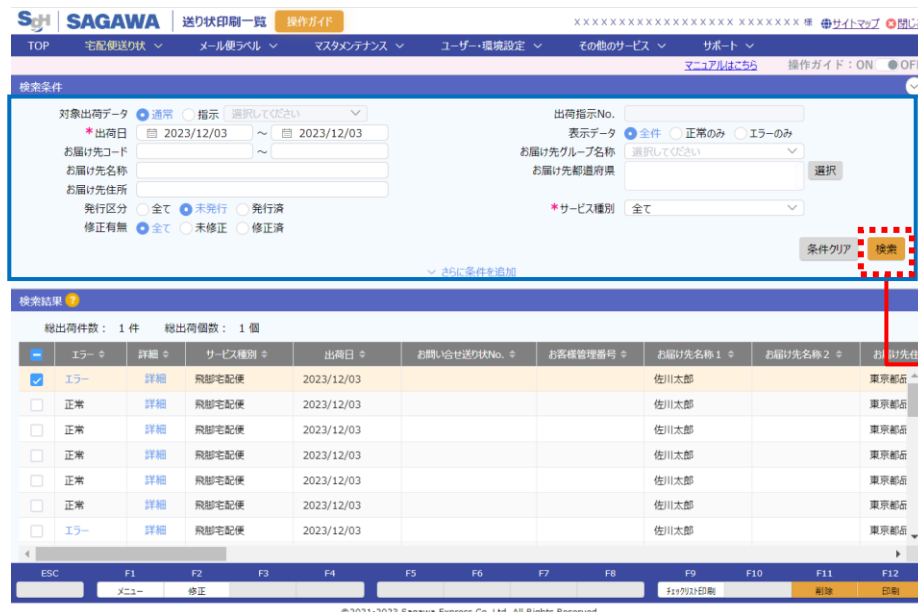 SGH SAGAWA 送り状印刷一覧 操作ガイド XXXXXXXXXXXXXXXXXX XXXXXXX 様 サイトマップ 閉じ
TOP 宅配便送り状 メール便ラベル マスタメンテナンス ユーザー・環境設定 その他のサービス サポート
マニュアルはこちら 操作ガイド：ON OFF
検索条件
対象出荷データ 通常 指示 選択してください 出荷指示No.
*出荷日 2023/12/03 ～ 2023/12/03 表示データ 全件 正常のみ エラーのみ
お届け先コード ～ お届け先グループ名称 選択してください
お届け先名称 お届け先都道府県 選択
お届け先住所
発行区分 全て 未発行 発行済 *サービス種別 全て
修正有無 全て 未修正 修正済
条件クリア 検索
さらに条件を追加
検索結果 ?
総出荷件数： 1 件 総出荷個数： 1 個
エラー 詳細 サービス種別 出荷日 お問い合せ送り状No. お客様管理番号 お届け先名称１ お届け先名称２ お届け先住
エラー 詳細 飛脚宅配便 2023/12/03 佐川太郎 東京都品
正常 詳細 飛脚宅配便 2023/12/03 佐川太郎 東京都品
正常 詳細 飛脚宅配便 2023/12/03 佐川太郎 東京都品
正常 詳細 飛脚宅配便 2023/12/03 佐川太郎 東京都品
正常 詳細 飛脚宅配便 2023/12/03 佐川太郎 東京都品
正常 詳細 飛脚宅配便 2023/12/03 佐川太郎 東京都品
エラー 詳細 飛脚宅配便 2023/12/03 佐川太郎 東京都品
ESC F1 F2 F3 F4 F5 F6 F7 F8 F9 F10 F11 F12
メニュー 修正 チェックリスト印刷 削除 印刷
©2021-2023 Sagawa Express Co.,Ltd. All Rights Reserved.